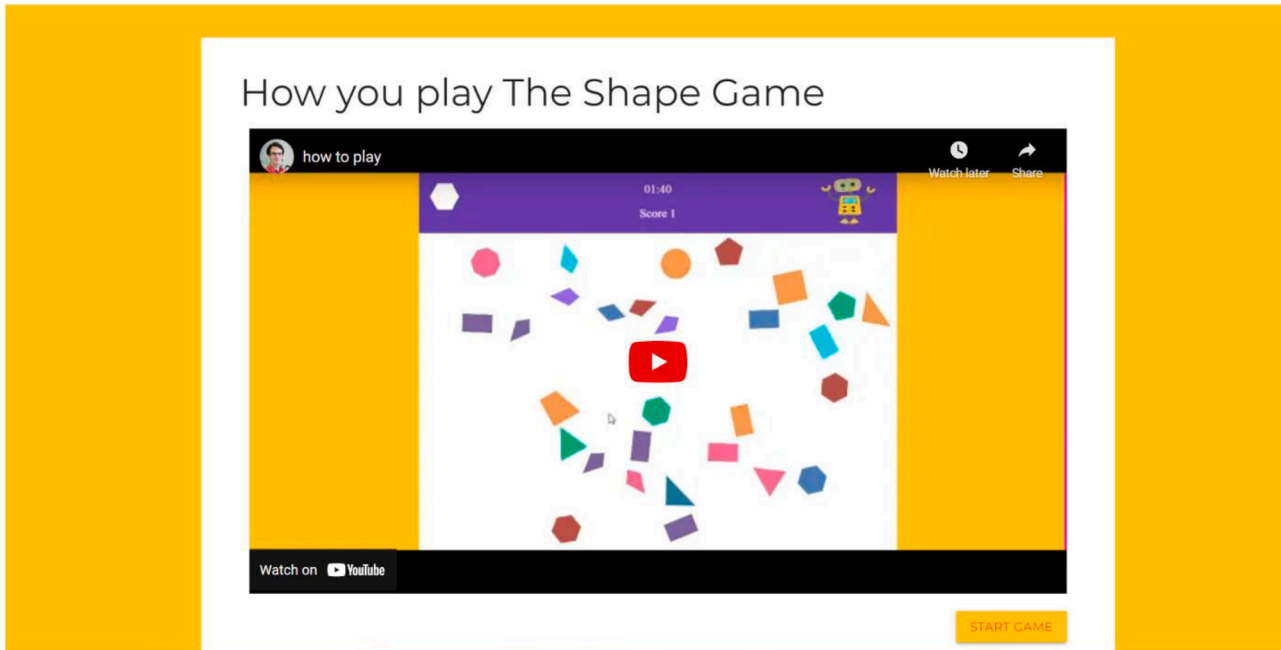 How you play The Shape Game
how to play
Watch later
Share
01:40
Score 1
Watch on YouTube
START GAME